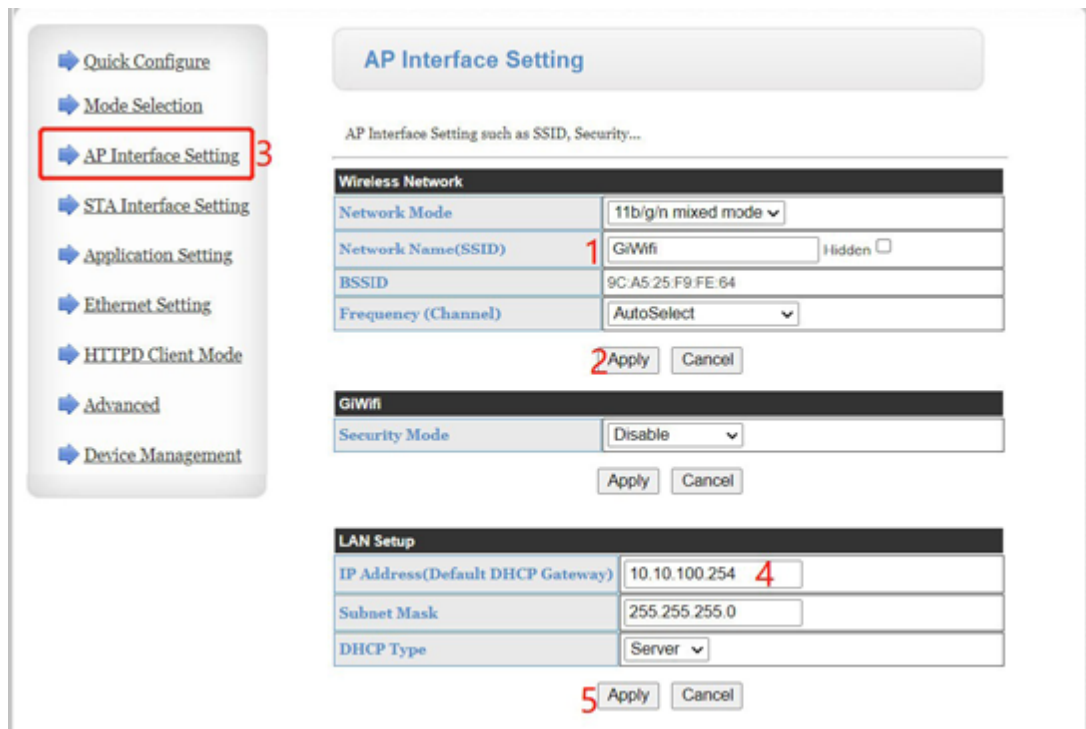 Quick Configure
Mode Selection
AP Interface Setting 3
STA Interface Setting
Application Setting
Ethernet Setting
HTTPD Client Mode
Advanced
Device Management
AP Interface Setting
AP Interface Setting such as SSID, Security...
Wireless Network
Network Mode 11b/g/n mixed mode
Network Name(SSID) 1 GiWifi Hidden
BSSID 9C:A5:25:F9:FE:64
Frequency (Channel) AutoSelect
2 Apply Cancel
GiWifi
Security Mode Disable
Apply Cancel
LAN Setup
IP Address(Default DHCP Gateway) 10.10.100.254 4
Subnet Mask 255.255.255.0
DHCP Type Server
5 Apply Cancel